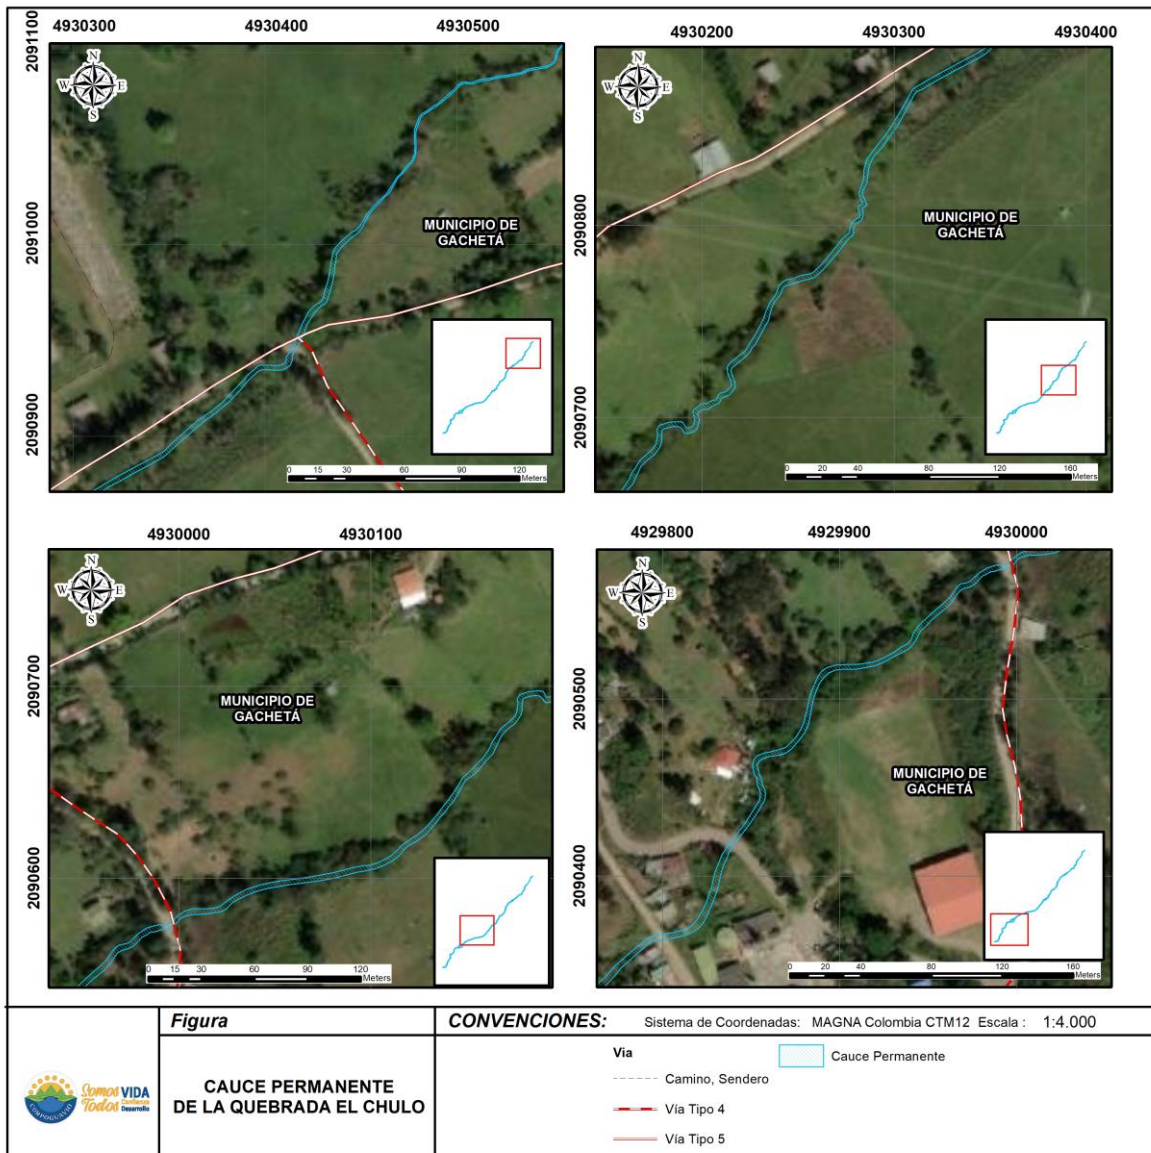 4930300 4930400 4930500
2091100
2091000
2090900
N
W E
S
MUNICIPIO DE
GACHETÁ
0 15 30 60 90 120
Meters
4930200 4930300 4930400
2090800
2090700
N
W E
S
MUNICIPIO DE
GACHETÁ
0 20 40 80 120 160
Meters
4930000 4930100
2090700
2090600
N
W E
S
MUNICIPIO DE
GACHETÁ
0 15 30 60 90 120
Meters
4929800 4929900 4930000
2090500
2090400
N
W E
S
MUNICIPIO DE
GACHETÁ
0 20 40 80 120 160
Meters
CORPOGUAVIO
Somos VIDA
Todos Confianza
Desarrollo
Figura
CAUCE PERMANENTE
DE LA QUEBRADA EL CHULO
CONVENCIONES: Sistema de Coordenadas: MAGNA Colombia CTM12 Escala : 1:4.000
Via
Camino, Sendero
Vía Tipo 4
Vía Tipo 5
Cauce Permanente